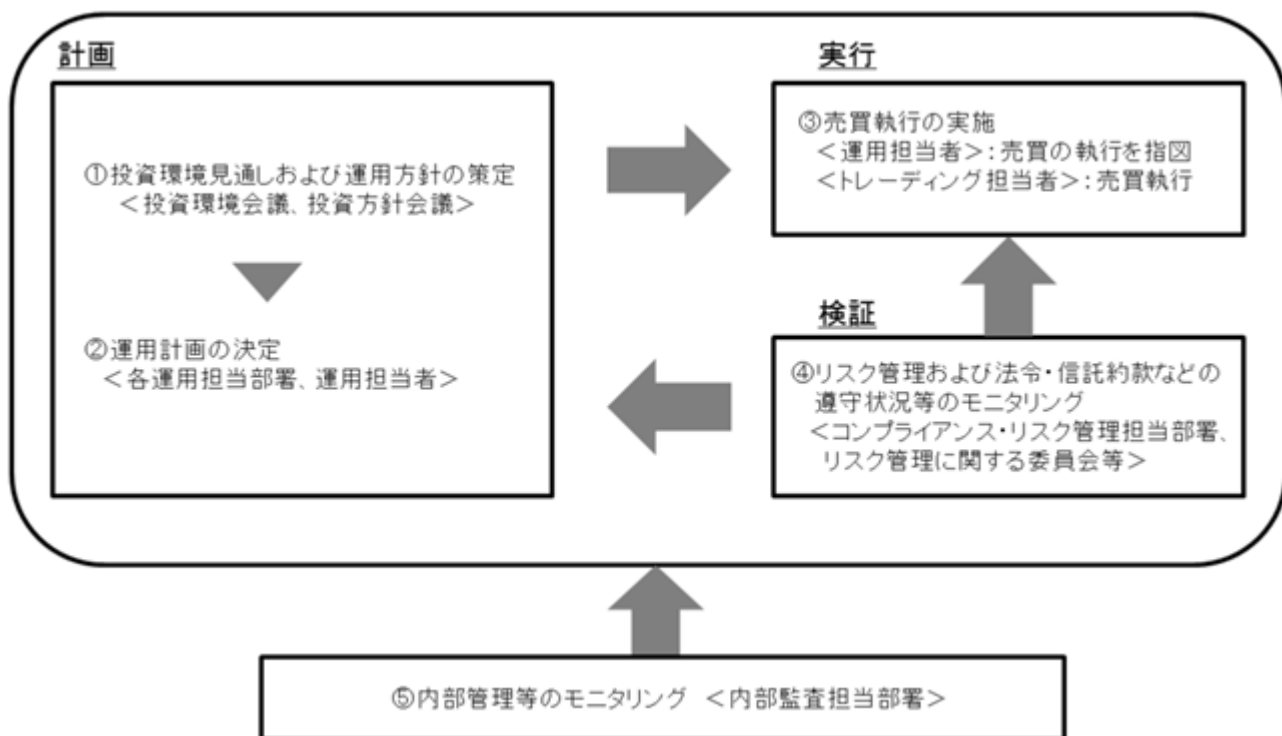 計画
①投資環境見通しおよび運用方針の策定
＜投資環境会議、投資方針会議＞
②運用計画の決定
＜各運用担当部署、運用担当者＞
実行
③売買執行の実施
＜運用担当者＞：売買の執行を指図
＜トレーディング担当者＞：売買執行
検証
④リスク管理および法令・信託約款などの
遵守状況等のモニタリング
＜コンプライアンス・リスク管理担当部署、
リスク管理に関する委員会等＞
⑤内部管理等のモニタリング ＜内部監査担当部署＞